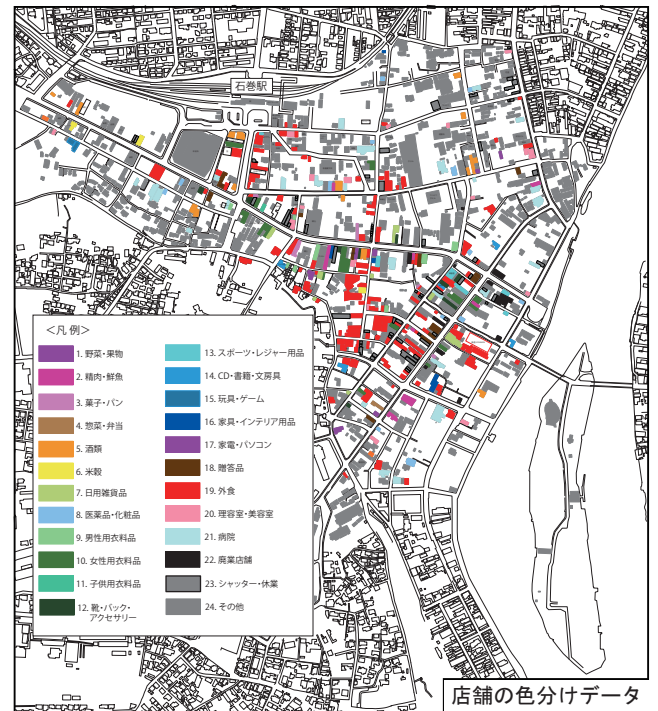 石巻駅
<凡 例>
1. 野菜・果物
2. 精肉・鮮魚
3. 菓子・パン
4. 惣菜・弁当
5. 酒類
6. 米穀
7. 日用雑貨品
8. 医薬品・化粧品
9. 男性用衣料品
10. 女性用衣料品
11. 子供用衣料品
12. 靴・バック・
アクセサリー
13. スポーツ・レジャー用品
14. CD・書籍・文房具
15. 玩具・ゲーム
16. 家具・インテリア用品
17. 家電・パソコン
18. 贈答品
19. 外食
20. 理容室・美容室
21. 病院
22. 廃業店舗
23. シャッター・休業
24. その他
店舗の色分けデータ